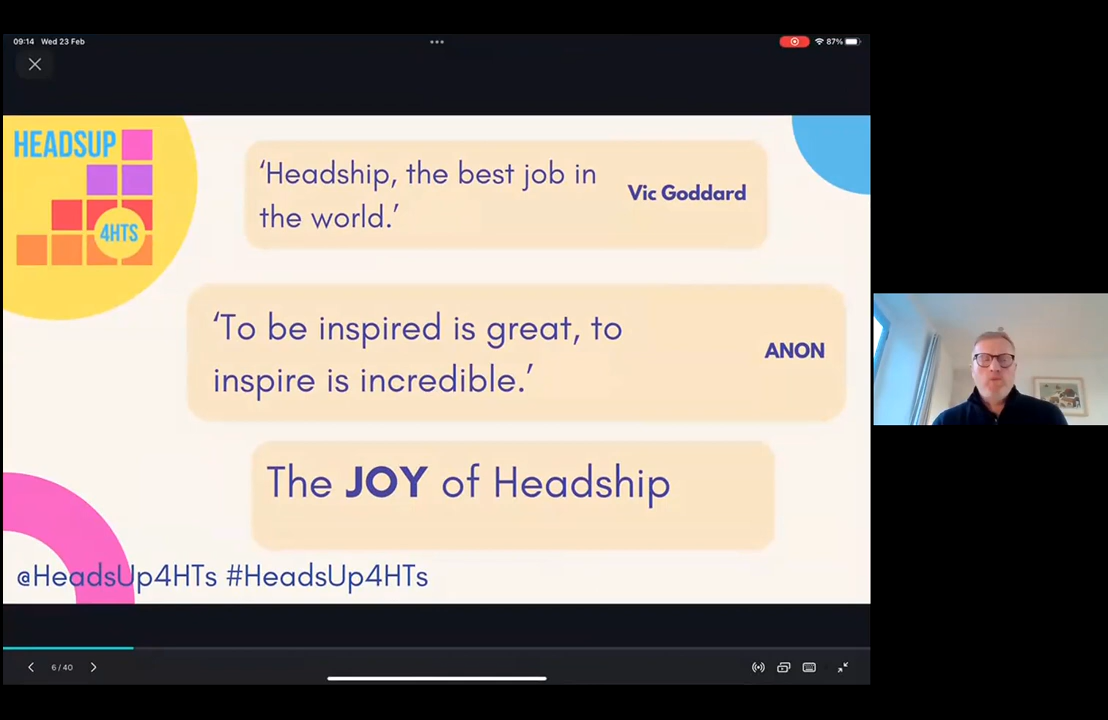 09:14 Wed 23 Feb
87%
HEADSUP
4HTS
‘Headship, the best job in
the world.’
Vic Goddard
‘To be inspired is great, to
inspire is incredible.’
ANON
The JOY of Headship
@HeadsUp4HTs #HeadsUp4HTs
6 / 40